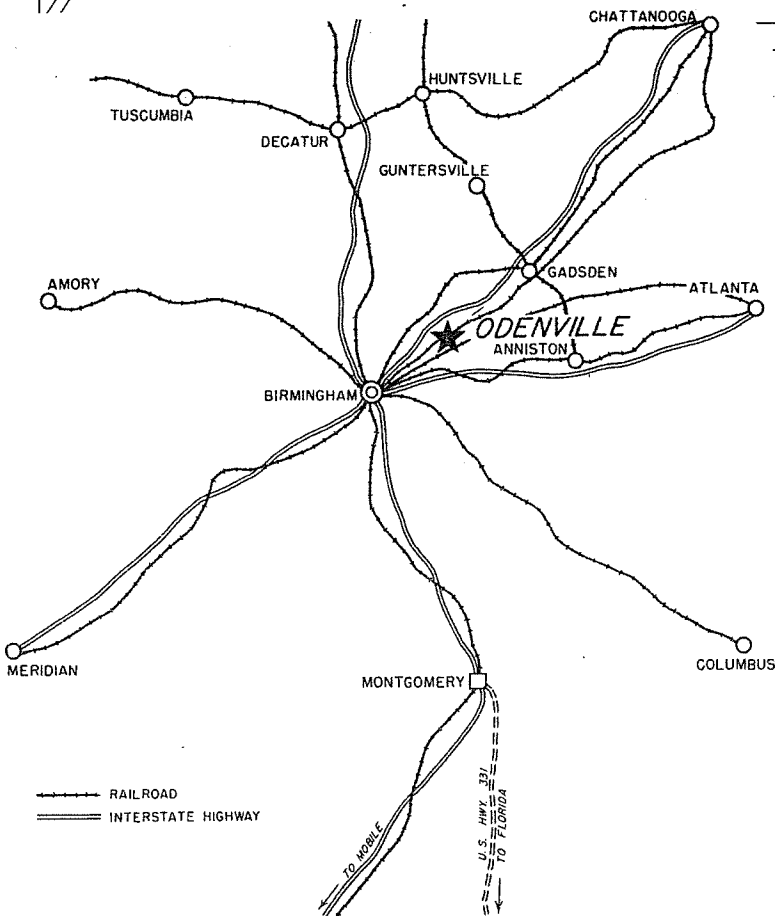 177
CHATTANOOGA
HUNTSVILLE
TUSCUMBIA
DECATUR
GUNTERSVILLE
GADSDEN
AMORY
ATLANTA
ODENVILLE
ANNISTON
BIRMINGHAM
MERIDIAN
COLUMBUS
MONTGOMERY
RAILROAD
INTERSTATE HIGHWAY
TO MOBILE
U.S. HWY. 331
TO FLORIDA